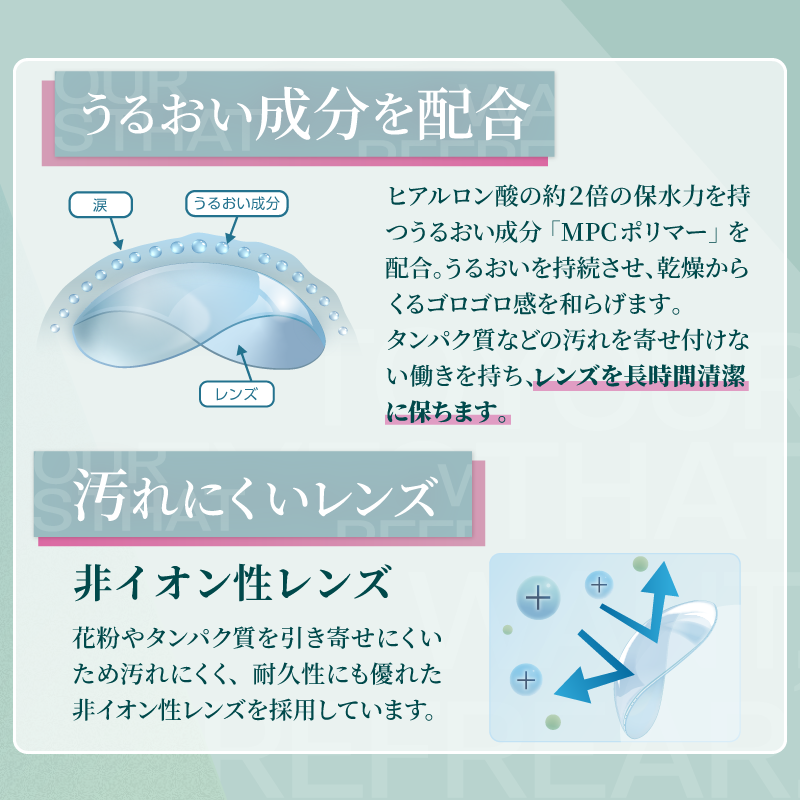 うるおい成分を配合
涙
うるおい成分
レンズ
ヒアルロン酸の約2倍の保水力を持
つうるおい成分「MPCポリマー」を
配合。うるおいを持続させ、乾燥から
くるゴロゴロ感を和らげます。
タンパク質などの汚れを寄せ付けな
い働きを持ち、レンズを長時間清潔
に保ちます。
汚れにくいレンズ
非イオン性レンズ
花粉やタンパク質を引き寄せにくい
ため汚れにくく、耐久性にも優れた
非イオン性レンズを採用しています。